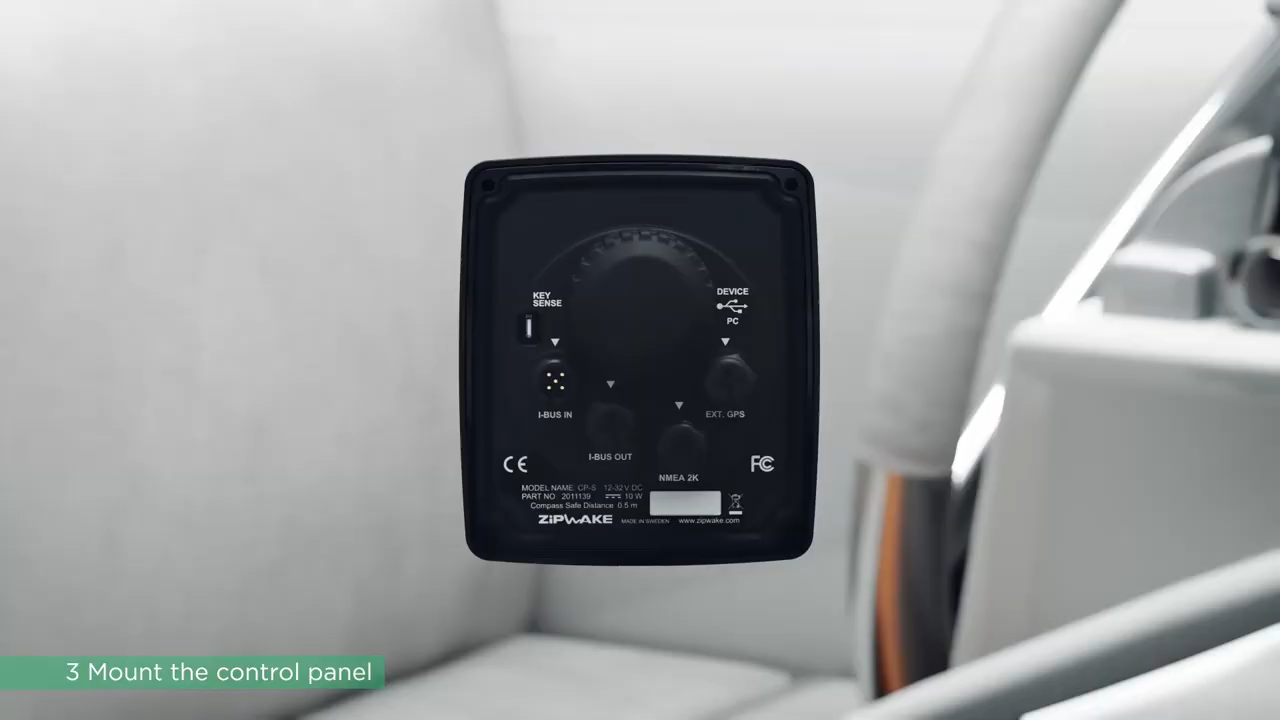 KEY
SENSE
DEVICE
PC
I-BUS IN
EXT. GPS
I-BUS OUT
NMEA 2K
CE
FC
MODEL NAME: CP-S 12-32 V DC
PART NO 2011139 10 W
Compass Safe Distance 0.5 m
ZIPWAKE MADE IN SWEDEN www.zipwake.com
3 Mount the control panel